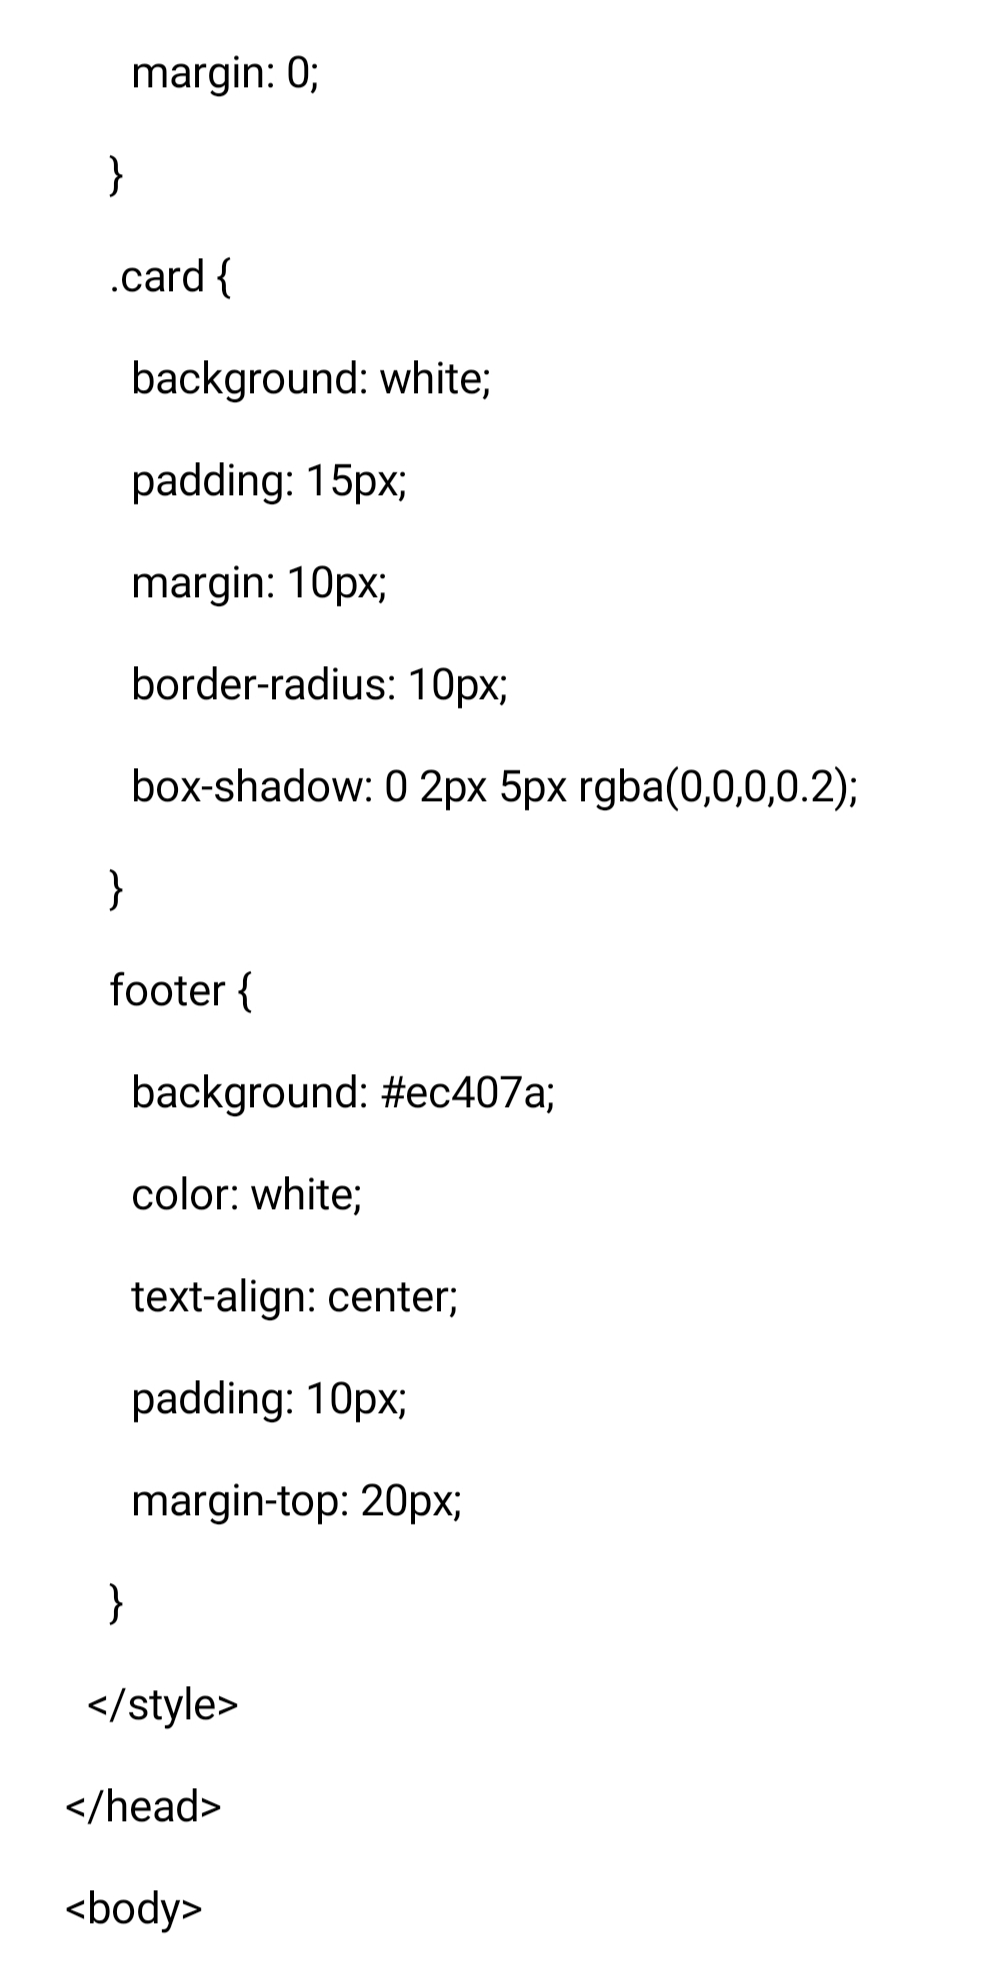 margin: 0;
}
.card {
background: white;
padding: 15px;
margin: 10px;
border-radius: 10px;
box-shadow: 0 2px 5px rgba(0,0,0,0.2);
}
footer {
background: #ec407a;
color: white;
text-align: center;
padding: 10px;
margin-top: 20px;
}
</style>
</head>
<body>